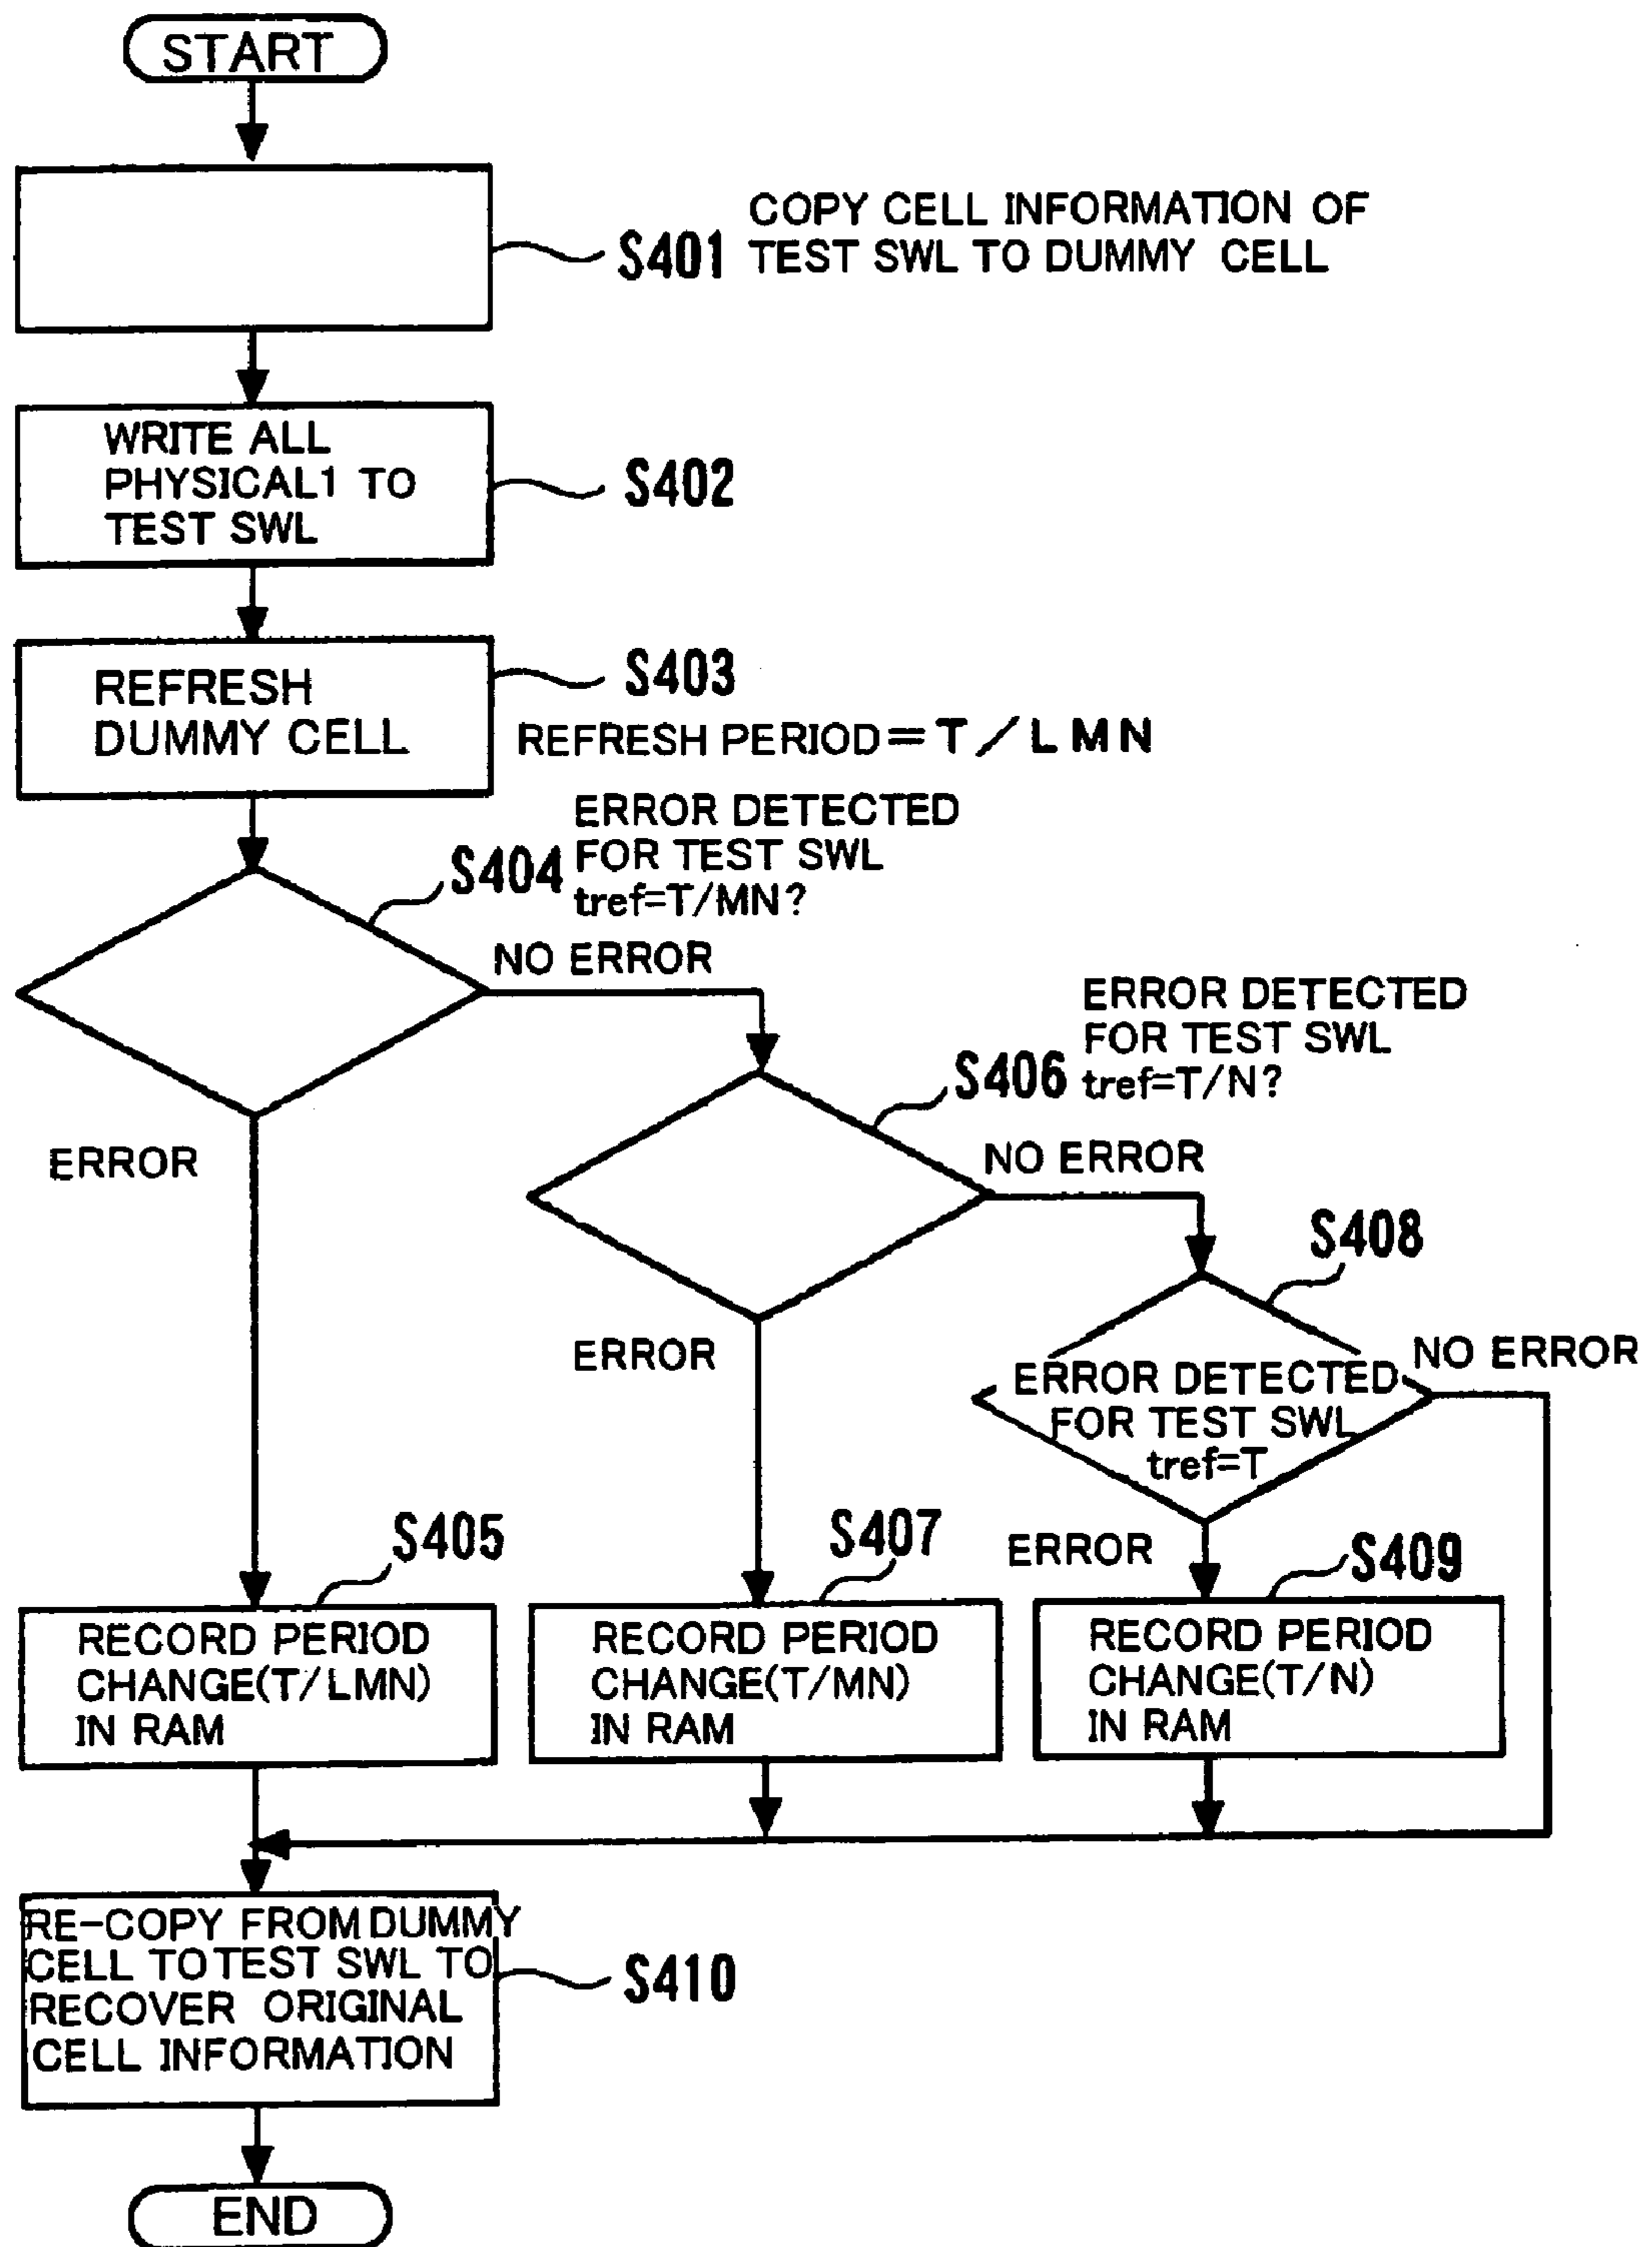 START
S401
COPY CELL INFORMATION OF
TEST SWL TO DUMMY CELL
WRITE ALL
PHYSICAL1 TO
TEST SWL
S402
REFRESH
DUMMY CELL
S403
REFRESH PERIOD=T/LMN
S404
ERROR DETECTED
FOR TEST SWL
tref=T/MN?
NO ERROR
ERROR
S406
ERROR DETECTED
FOR TEST SWL
tref=T/N?
NO ERROR
ERROR
S408
ERROR DETECTED
FOR TEST SWL
tref=T
NO ERROR
ERROR
S405
RECORD PERIOD
CHANGE(T/LMN)
IN RAM
S407
RECORD PERIOD
CHANGE(T/MN)
IN RAM
S409
RECORD PERIOD
CHANGE(T/N)
IN RAM
RE-COPY FROM DUMMY
CELL TO TEST SWL TO
RECOVER ORIGINAL
CELL INFORMATION
S410
END